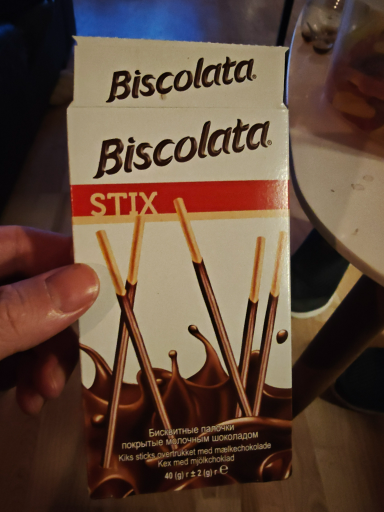 Biscolata
Biscolata
STIX
Бисквитные палочки
покрытые молочным шоколадом
Kiks sticks overtrukket med mælkechokolade
Kex med mjölkchoklad
40 (g) r ± 2 (g) r e